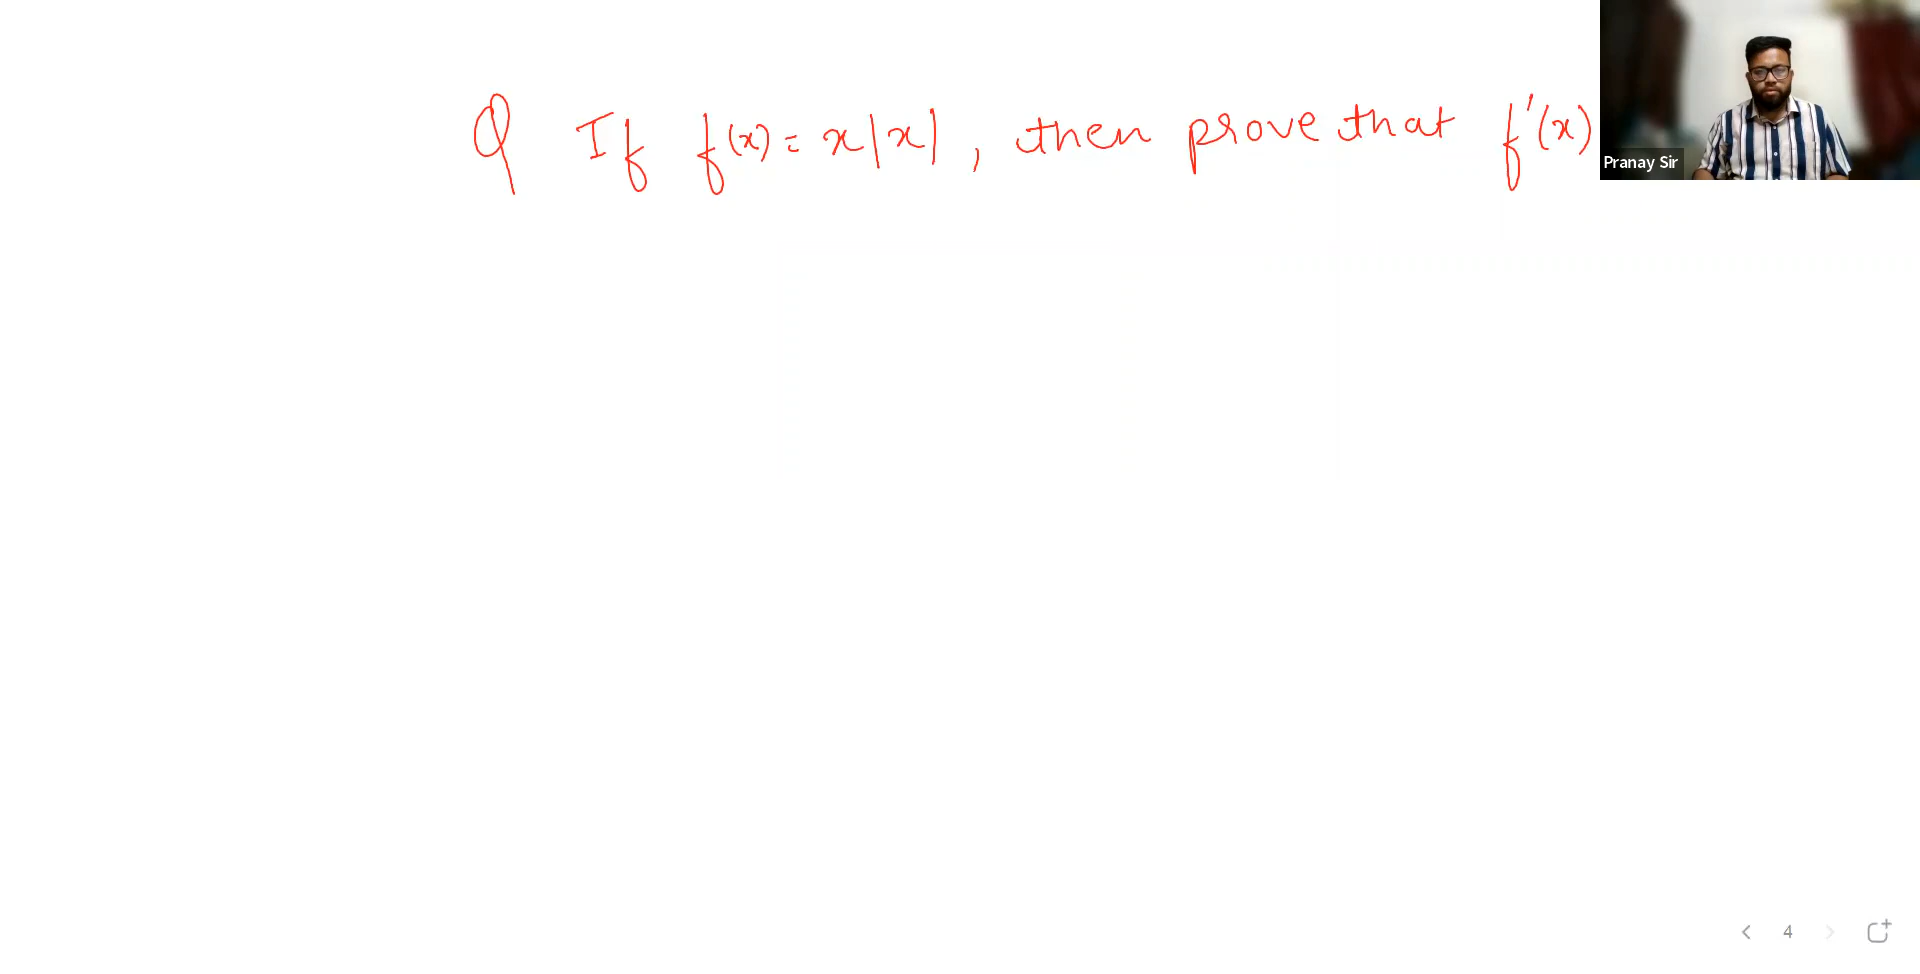 Q If f(x) = x|x|, then prove that f'(x)
Pranay Sir
4